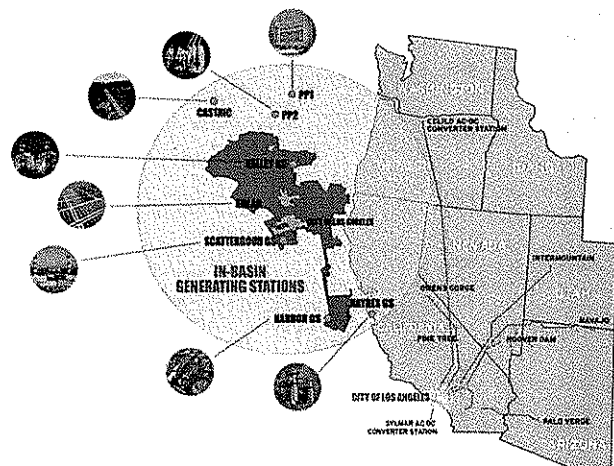 PP1
CASTAIC
PP2
CELILO AC-DC
CONVERTER STATION
VALLEY GS
SOLAR
SCATTERGOOD GS
IN-BASIN
GENERATING STATIONS
INTERMOUNTAIN
OWENS GORGE
HAYNES GS
HARBOR GS
NAVAJO
PINE TREE
HOOVER DAM
CITY OF LOS ANGELES
SYLMAR AC-DC
CONVERTER STATION
PALO VERDE
ARIZONA